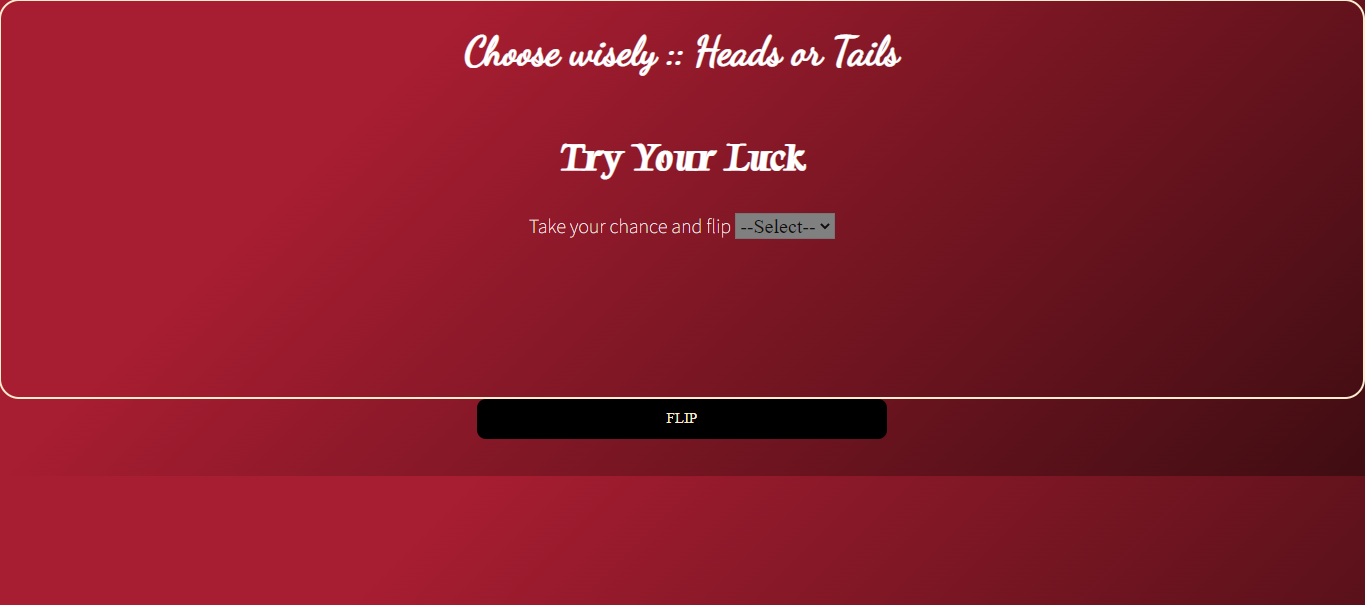 Choose wisely :: Heads or Tails
Try Your Luck
Take your chance and flip --Select--
FLIP